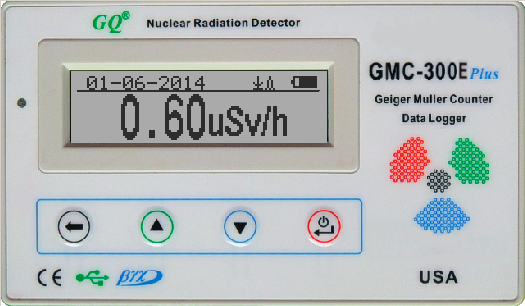 GQ® Nuclear Radiation Detector
01-06-2014
0.60uSv/h
GMC-300E Plus
Geiger Muller Counter
Data Logger
CE βγX
USA